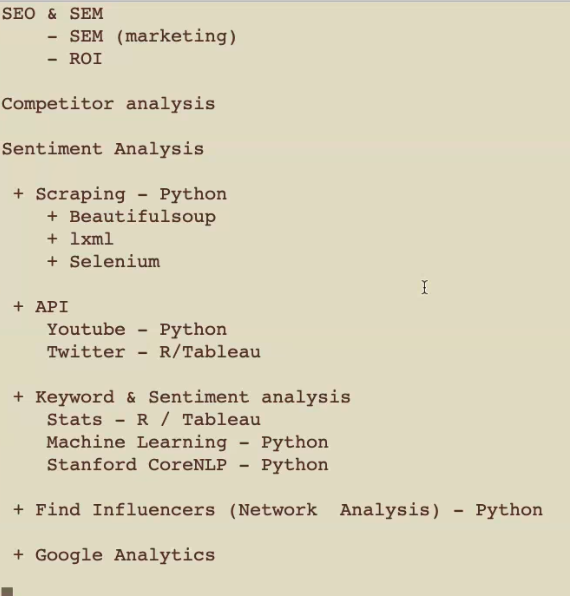 SEO & SEM
- SEM (marketing)
- ROI
Competitor analysis
Sentiment Analysis
+ Scraping - Python
+ Beautifulsoup
+ lxml
+ Selenium
+ API
Youtube - Python
Twitter - R/Tableau
+ Keyword & Sentiment analysis
Stats - R / Tableau
Machine Learning - Python
Stanford CoreNLP - Python
+ Find Influencers (Network  Analysis) - Python
+ Google Analytics